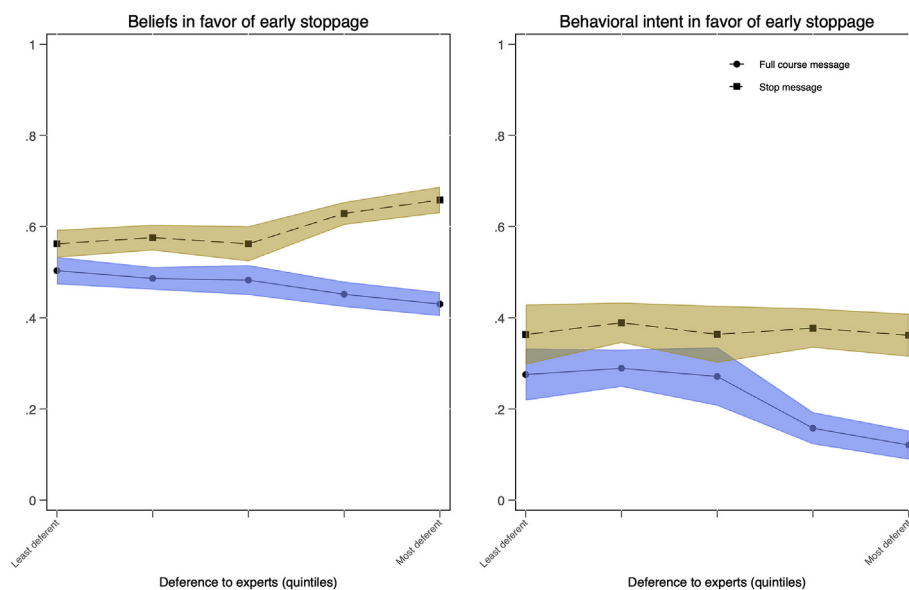 Beliefs in favor of early stoppage
1
.8
.6
.4
.2
0
Least deferent
Most deferent
Deference to experts (quintiles)
Behavioral intent in favor of early stoppage
Full course message
Stop message
1
.8
.6
.4
.2
0
Least deferent
Most deferent
Deference to experts (quintiles)